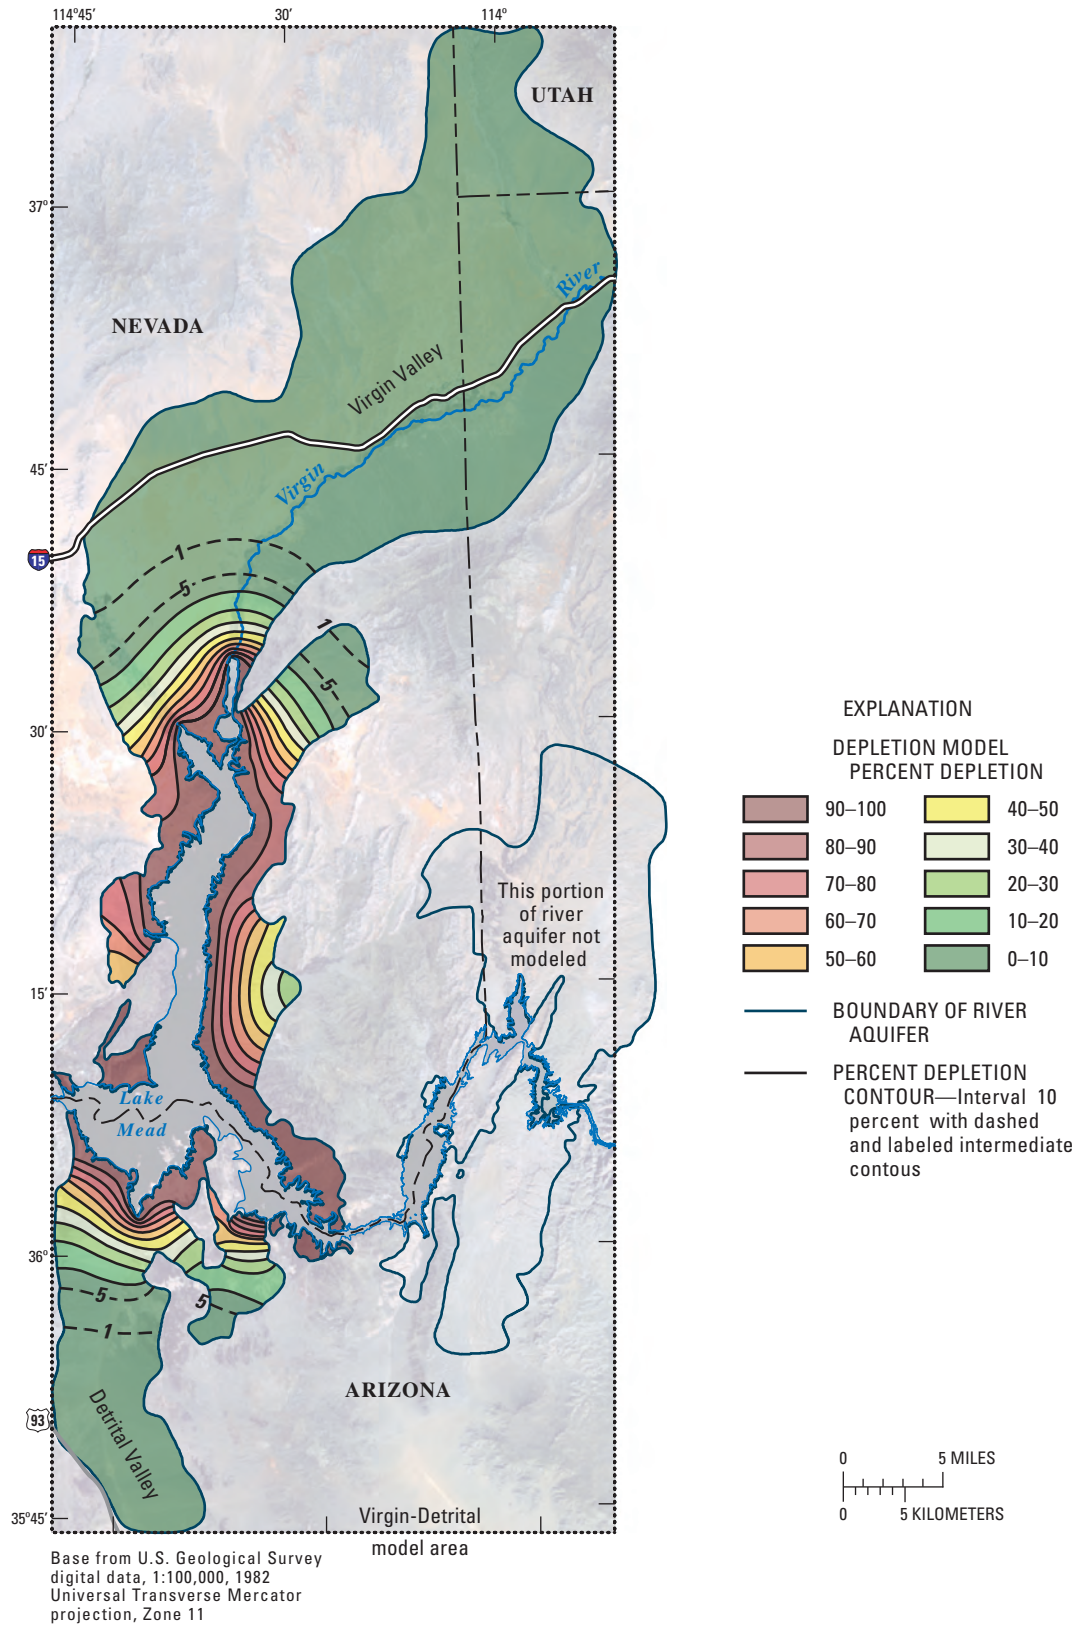 114°45′
30′
114°
UTAH
37°
River
NEVADA
Virgin Valley
45′
Virgin
15
1
5
1
5
30′
This portion
of river
aquifer not
modeled
15′
Lake
Mead
36°
5
5
1
ARIZONA
93
Detrital Valley
35°45′
Virgin-Detrital
model area
Base from U.S. Geological Survey
digital data, 1:100,000, 1982
Universal Transverse Mercator
projection, Zone 11
EXPLANATION
DEPLETION MODEL
PERCENT DEPLETION
90–100
80–90
70–80
60–70
50–60
40–50
30–40
20–30
10–20
0–10
BOUNDARY OF RIVER
AQUIFER
PERCENT DEPLETION
CONTOUR—Interval 10
percent with dashed
and labeled intermediate
contous
0 5 MILES
0 5 KILOMETERS